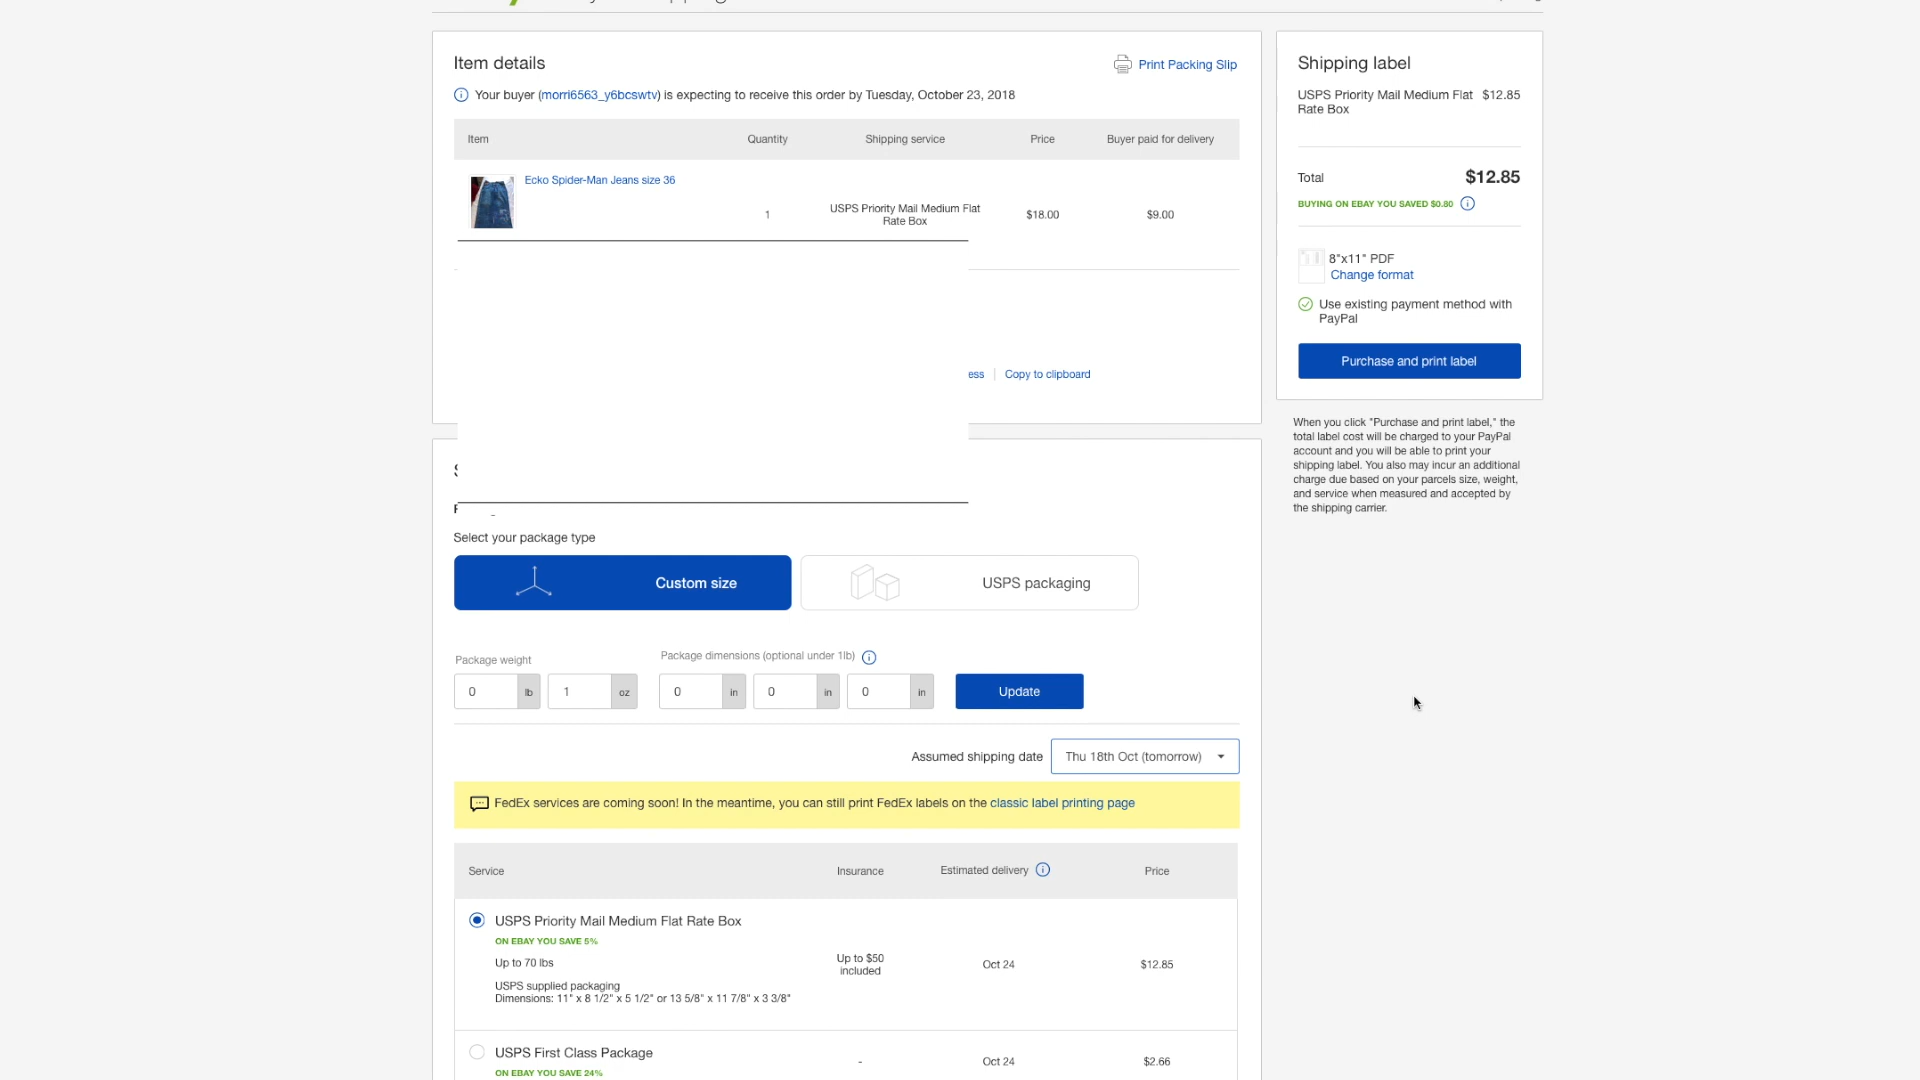 Item details
Print Packing Slip
Your buyer (morri6563_y6bcswtv) is expecting to receive this order by Tuesday, October 23, 2018
Item Quantity Shipping service Price Buyer paid for delivery
Ecko Spider-Man Jeans size 36
1 USPS Priority Mail Medium Flat Rate Box $18.00 $9.00
ess Copy to clipboard
Select your package type
Custom size
USPS packaging
Package weight
Package dimensions (optional under 1lb)
0 lb 1 oz 0 in 0 in 0 in Update
Assumed shipping date Thu 18th Oct (tomorrow)
FedEx services are coming soon! In the meantime, you can still print FedEx labels on the classic label printing page
Service Insurance Estimated delivery Price
USPS Priority Mail Medium Flat Rate Box
ON EBAY YOU SAVE 5%
Up to 70 lbs
Up to $50 included Oct 24 $12.85
USPS supplied packaging
Dimensions: 11" x 8 1/2" x 5 1/2" or 13 5/8" x 11 7/8" x 3 3/8"
USPS First Class Package
- Oct 24 $2.66
ON EBAY YOU SAVE 24%
Shipping label
USPS Priority Mail Medium Flat $12.85
Rate Box
Total $12.85
BUYING ON EBAY YOU SAVED $0.80
8"x11" PDF
Change format
Use existing payment method with
PayPal
Purchase and print label
When you click "Purchase and print label," the
total label cost will be charged to your PayPal
account and you will be able to print your
shipping label. You also may incur an additional
charge due based on your parcels size, weight,
and service when measured and accepted by
the shipping carrier.